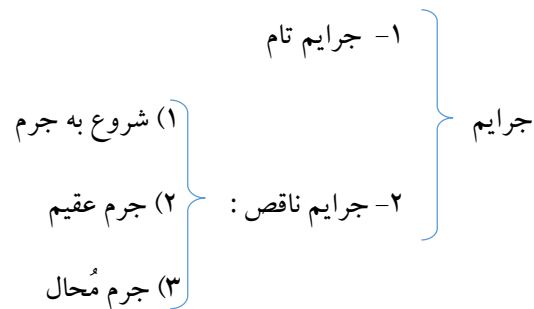 جرایم
۱- جرایم تام
۲- جرایم ناقص :
۱) شروع به جرم
۲) جرم عقیم
۳) جرم مُحال